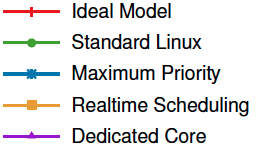 Ideal Model
Standard Linux
Maximum Priority
Realtime Scheduling
Dedicated Core